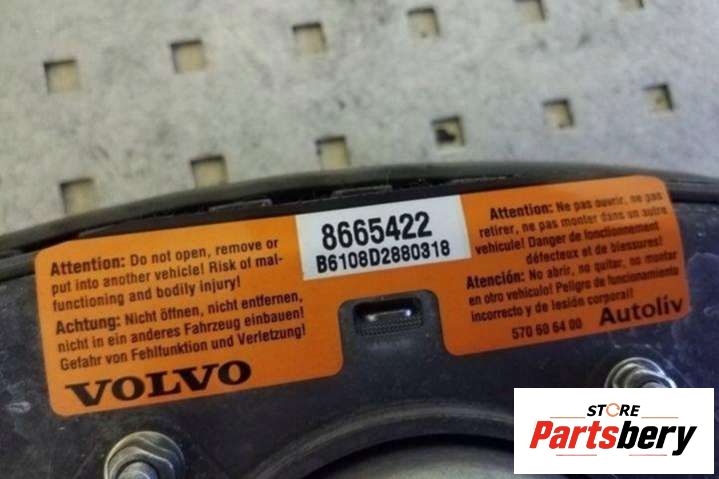 Attention: Do not open, remove or
put into another vehicle! Risk of mal-
functioning and bodily injury!
Achtung: Nicht öffnen, nicht entfernen,
nicht in ein anderes Fahrzeug einbauen!
Gefahr von Fehlfunktion und Verletzung!
VOLVO
8665422
B6108D2880318
Attention: Ne pas ouvrir, ne pas
retirer, ne pas monter dans un autre
vehicule! Danger de fonctionnement
défecteux et de biessures!
Atención: No abrir, no quitar, no montar
en otro vehiculo! Peligro de funcionamiento
incorrecto y de lesión corporal!
570 60 64 00 Autoliv
STORE
Partsbery